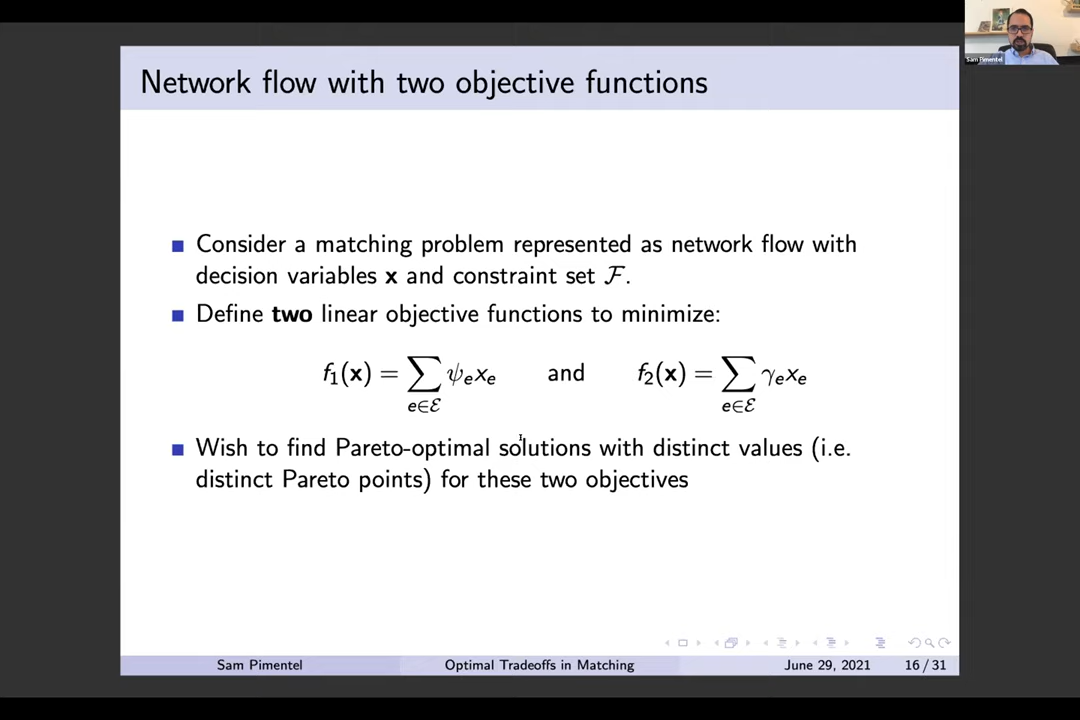 Sam Pimentel
Network flow with two objective functions
Consider a matching problem represented as network flow with
decision variables x and constraint set ℱ.
Define two linear objective functions to minimize:
f₁(x) = ∑ ψₑxₑ and f₂(x) = ∑ γₑxₑ
e∈ℰ e∈ℰ
Wish to find Pareto-optimal solutions with distinct values (i.e.
distinct Pareto points) for these two objectives
Sam Pimentel Optimal Tradeoffs in Matching June 29, 2021 16 / 31